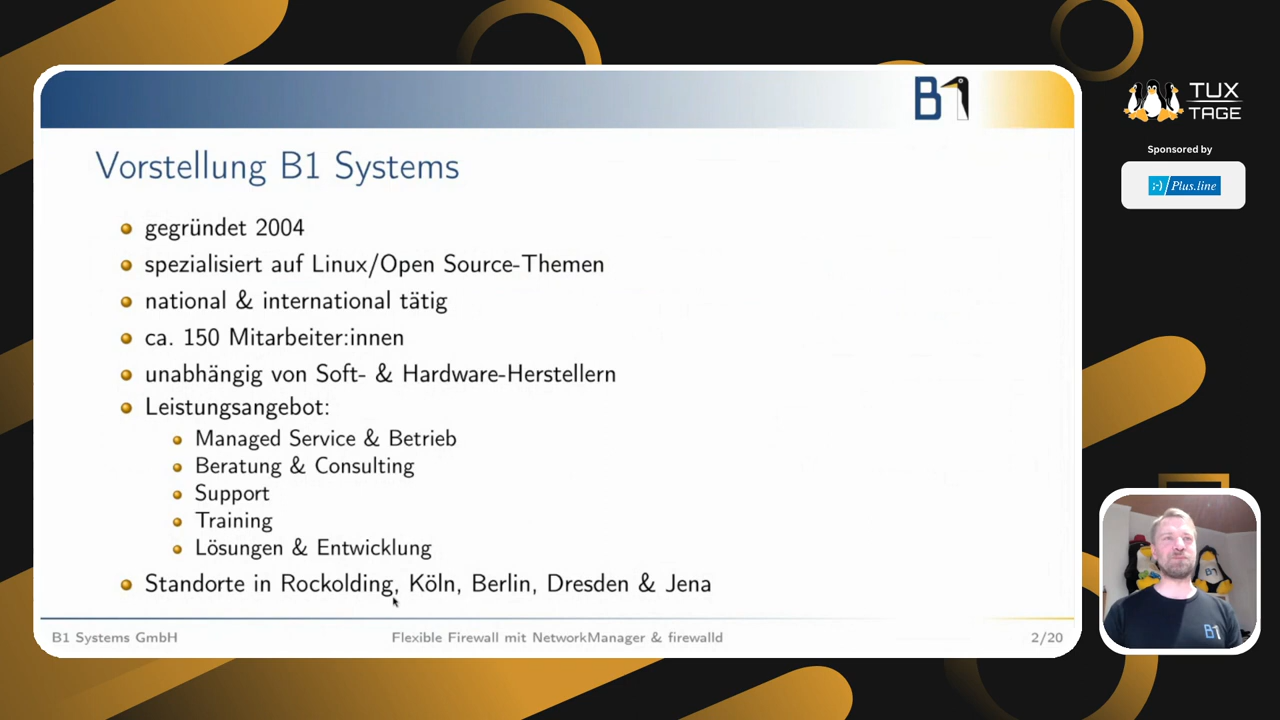 B1
Vorstellung B1 Systems
gegründet 2004
spezialisiert auf Linux/Open Source-Themen
national & international tätig
ca. 150 Mitarbeiter:innen
unabhängig von Soft- & Hardware-Herstellern
Leistungsangebot:
Managed Service & Betrieb
Beratung & Consulting
Support
Training
Lösungen & Entwicklung
Standorte in Rockolding, Köln, Berlin, Dresden & Jena
B1 Systems GmbH
Flexible Firewall mit NetworkManager & firewalld
2/20
TUX
TAGE
Sponsored by
;-) Plus.line
B1
B1